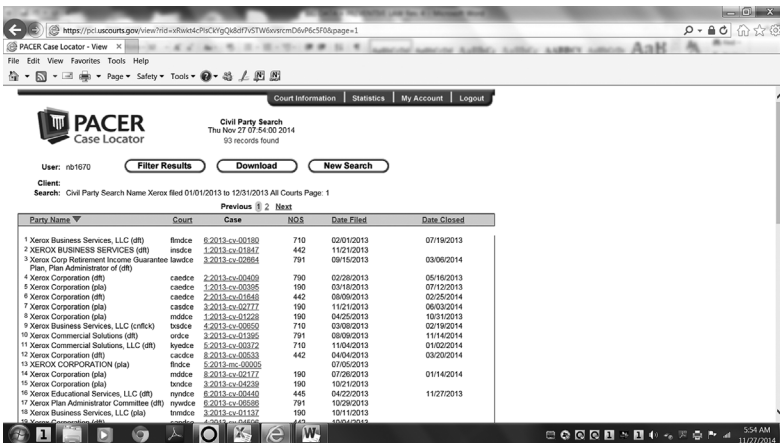 https://pcl.uscourts.gov/view?rid=xRwkt4cPlsCkYgQk8df7vSTW6xvisrcmD6vP6c5F0&page=1
PACER Case Locator - View
File Edit View Favorites Tools Help
Page Safety Tools
Court Information Statistics My Account Logout
PACER
Case Locator
Civil Party Search
Thu Nov 27 07:54:00 2014
93 records found
User: nb1670 Filter Results Download New Search
Client:
Search: Civil Party Search Name Xerox filed 01/01/2013 to 12/31/2013 All Courts Page: 1
Previous 1 2 Next
Party Name Court Case NOS Date Filed Date Closed
1 Xerox Business Services, LLC (dft) flmdce 6:2013-cv-00180 710 02/01/2013 07/19/2013
2 XEROX BUSINESS SERVICES (dft) insdce 1:2013-cv-01847 442 11/21/2013
3 Xerox Corp Retirement Income Guarantee lawdce 3:2013-cv-02664 791 09/15/2013 03/06/2014
Plan, Plan Administrator of (dft)
4 Xerox Corporation (dft) caedce 2:2013-cv-00409 790 02/28/2013 05/16/2013
5 Xerox Corporation (pla) caedce 1:2013-cv-00395 190 03/18/2013 07/12/2013
6 Xerox Corporation (dft) caedce 2:2013-cv-01648 442 08/09/2013 02/25/2014
7 Xerox Corporation (pla) casdce 3:2013-cv-02777 190 11/21/2013 06/03/2014
8 Xerox Corporation (pla) mddce 1:2013-cv-01228 190 04/25/2013 10/31/2013
9 Xerox Business Services, LLC (cnflck) txsdce 4:2013-cv-00650 710 03/08/2013 02/19/2014
10 Xerox Commercial Solutions (dft) ordce 3:2013-cv-01395 791 08/09/2013 11/14/2014
11 Xerox Commercial Solutions, LLC (dft) kyedce 5:2013-cv-00372 710 11/04/2013 01/02/2014
12 Xerox Corporation (dft) cacdce 8:2013-cv-00533 442 04/04/2013 03/20/2014
13 XEROX CORPORATION (pla) flndce 5:2013-mc-00005 07/05/2013
14 Xerox Corporation (pla) mddce 8:2013-cv-02177 190 07/26/2013 01/14/2014
15 Xerox Corporation (pla) txndce 3:2013-cv-04239 190 10/21/2013
16 Xerox Educational Services, LLC (dft) nyndce 6:2013-cv-00440 445 04/22/2013 11/27/2013
17 Xerox Plan Administrator Committee (dft) nywdce 6:2013-cv-06586 791 10/29/2013
18 Xerox Business Services, LLC (pla) tnmdce 2:2013-cv-01137 190 10/11/2013
5:54 AM
11/27/2014